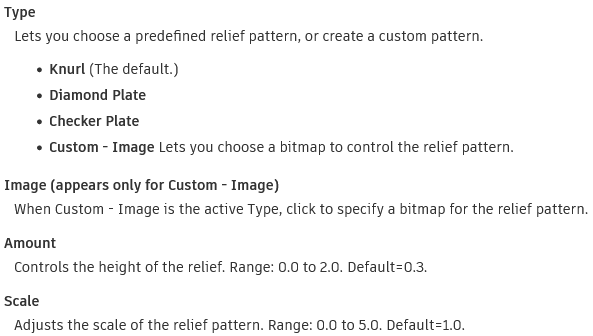 Type
Lets you choose a predefined relief pattern, or create a custom pattern.
• Knurl (The default.)
• Diamond Plate
• Checker Plate
• Custom - Image Lets you choose a bitmap to control the relief pattern.
Image (appears only for Custom - Image)
When Custom - Image is the active Type, click to specify a bitmap for the relief pattern.
Amount
Controls the height of the relief. Range: 0.0 to 2.0. Default=0.3.
Scale
Adjusts the scale of the relief pattern. Range: 0.0 to 5.0. Default=1.0.